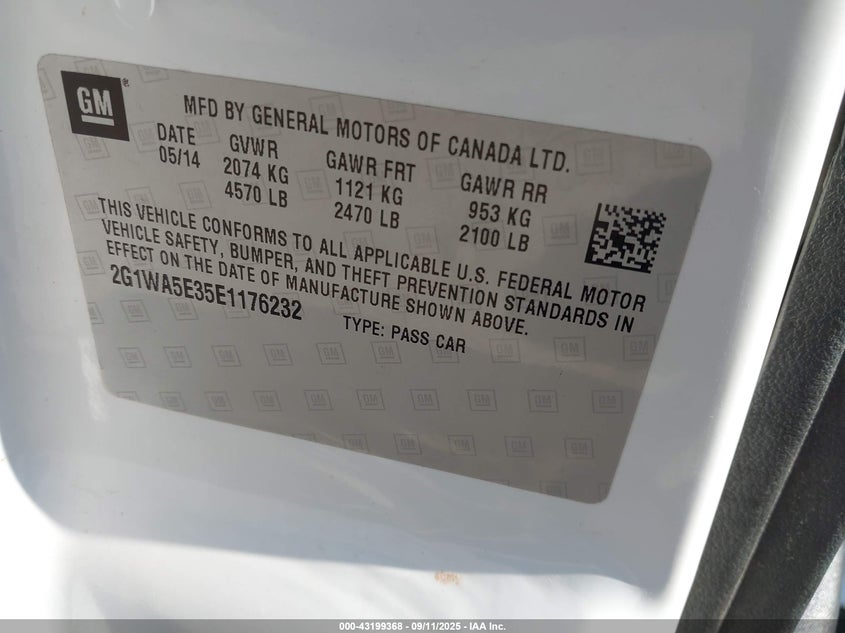 GM®
MFD BY GENERAL MOTORS OF CANADA LTD.
DATE GVWR GAWR FRT GAWR RR
05/14 2074 KG 1121 KG 953 KG
4570 LB 2470 LB 2100 LB
THIS VEHICLE CONFORMS TO ALL APPLICABLE U.S. FEDERAL MOTOR
VEHICLE SAFETY, BUMPER, AND THEFT PREVENTION STANDARDS IN
EFFECT ON THE DATE OF MANUFACTURE SHOWN ABOVE.
2G1WA5E35E1176232 TYPE: PASS CAR
000-43199368 - 09/11/2025 - IAA Inc.